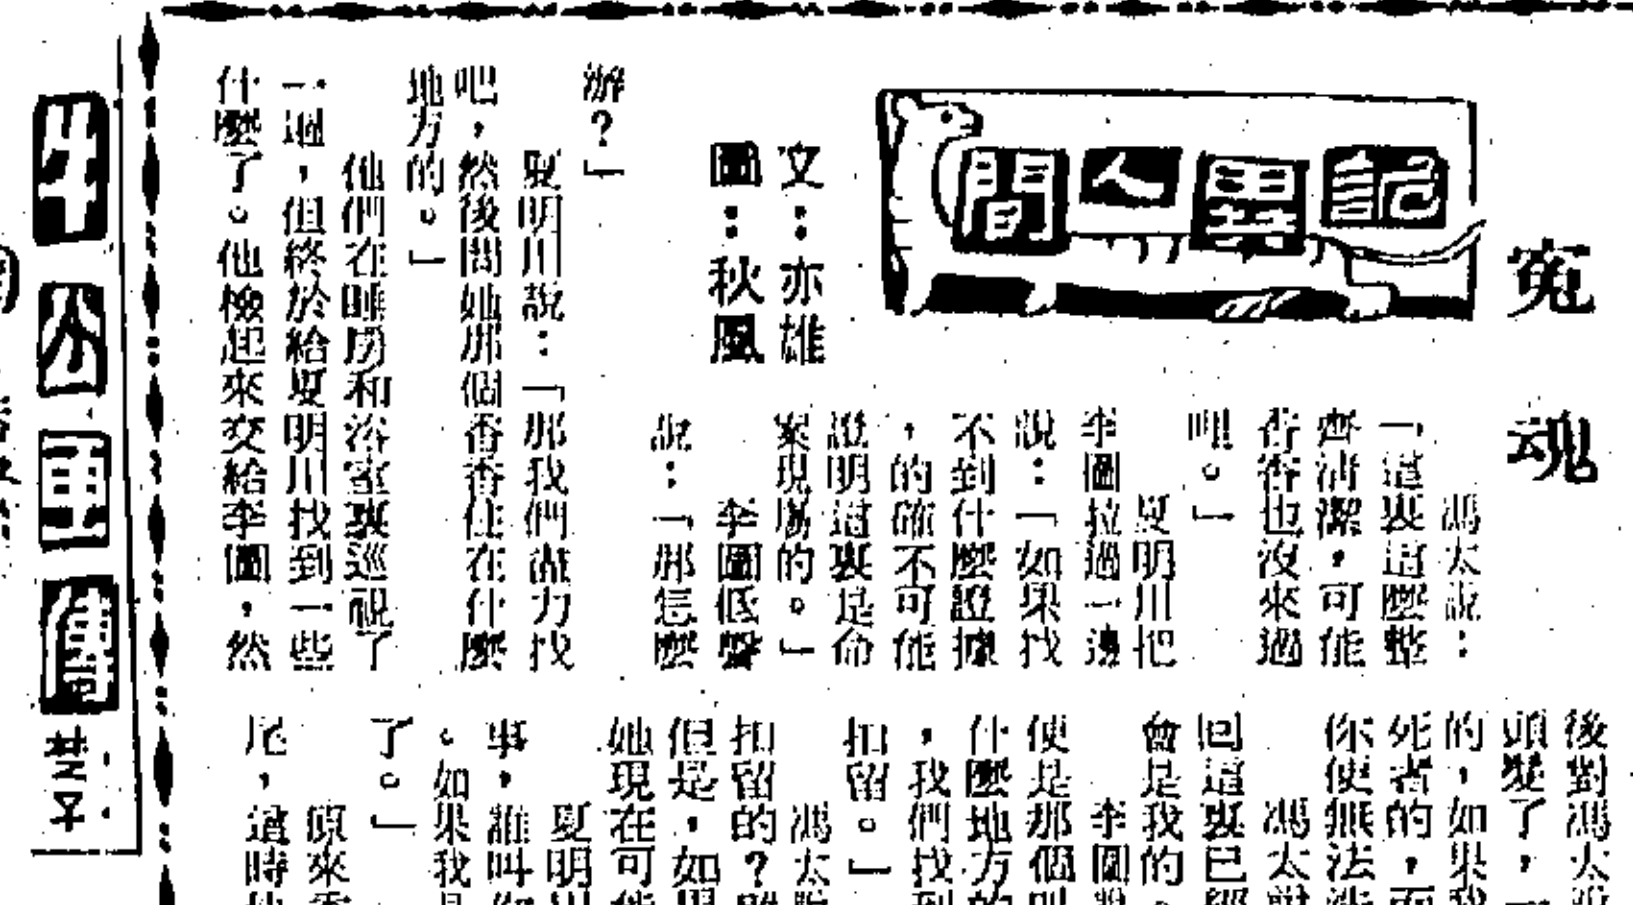 冤魂
間人異記
文：亦雄
圖：秋風
馮太說：
「這裏這麼整
齊清潔，可能
香香也沒來過
哩。」
夏明川把
李圖拉過一邊
說：「如果找
不到什麼證據
，的確不可能
證明這裏是命
案現場的。」
李圖低聲
說：「那怎麼
辦？」
夏明川說：「那我們盡力找
吧，然後問她那個香香住在什麼
地方的。」
他們在睡房和浴室裏巡視了
一遍，但終於給夏明川找到一些
什麼了。他檢起來交給李圖，然
後對馮太說
頭髮了，
的，如果我
死者的，而
你便無法
馮太說
回這裏已經
會是我的。
李圖說
便是那個叫
什麼地方的
，我們找到
扣留。」
馮太說
扣留的？
但是，如果
她現在可能
夏明川
事，誰叫你
。如果我是
了。」
原來香
尾，這時他
牛公
傳